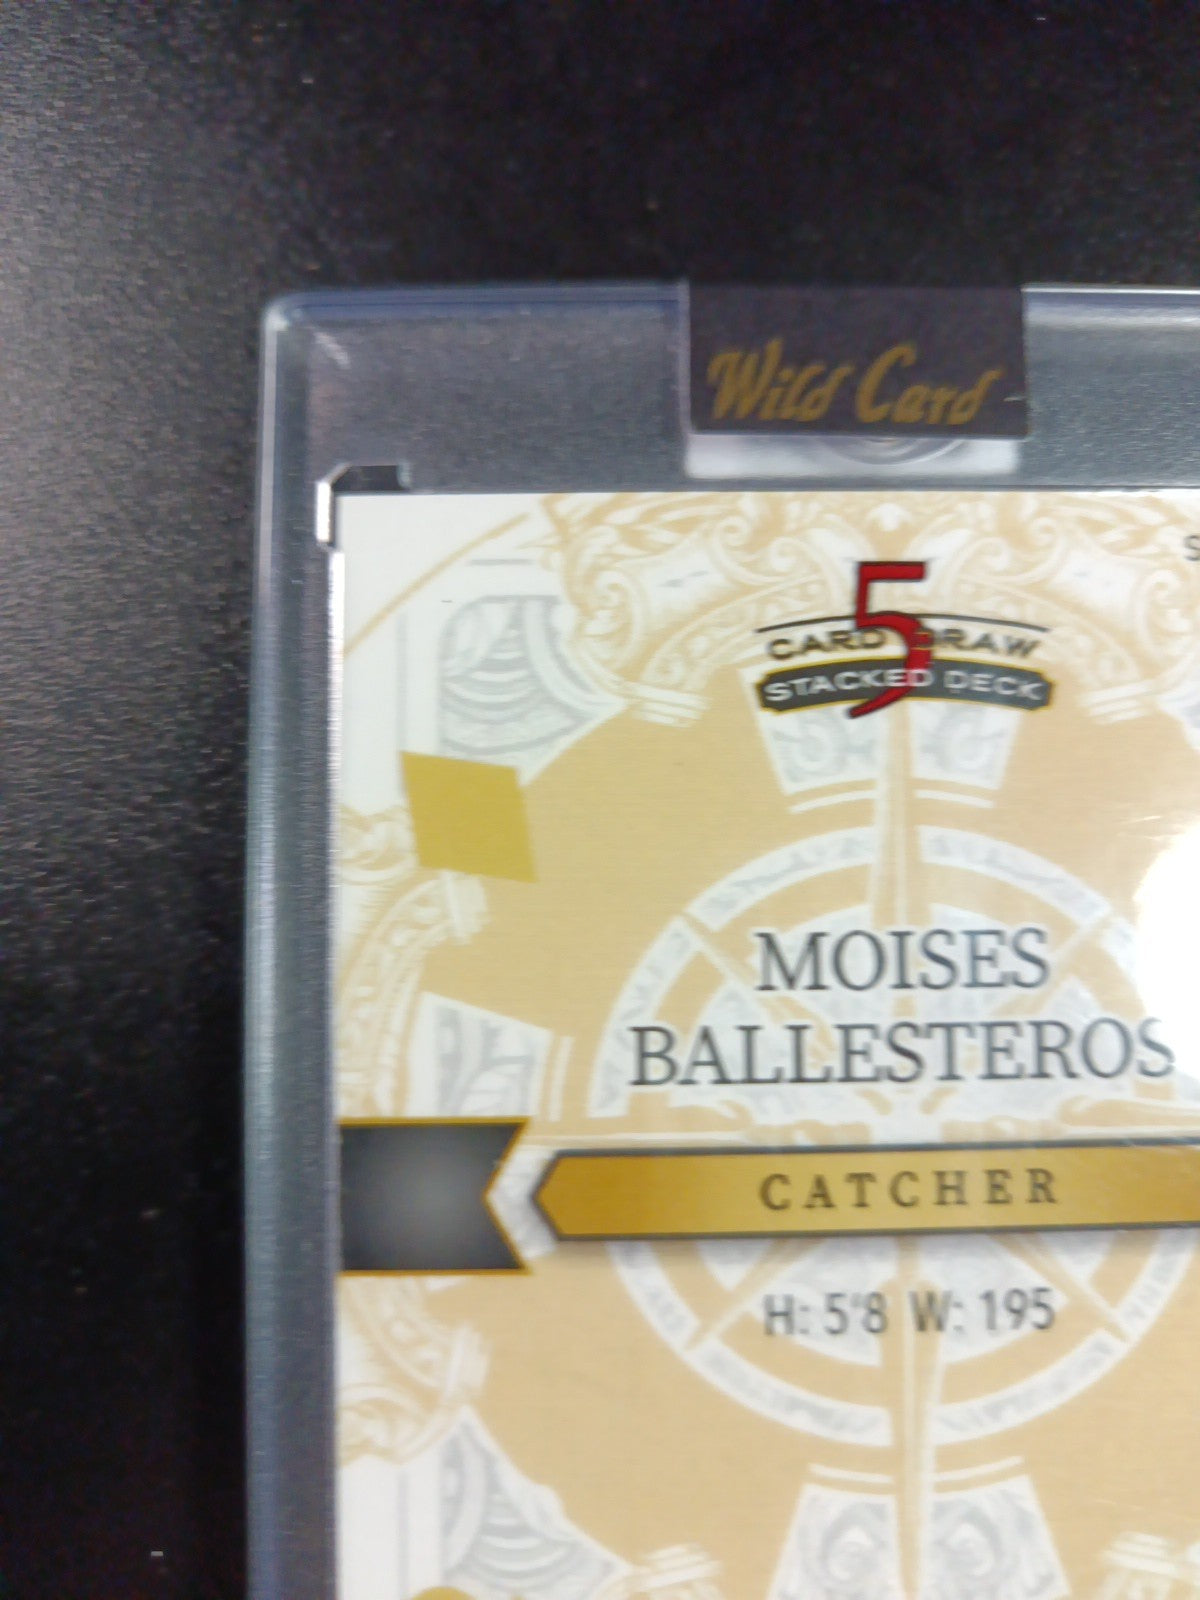 Wild Card
S
5
CARD DRAW
STACKED DECK
MOISES
BALLESTEROS
CATCHER
H: 5'8 W: 195